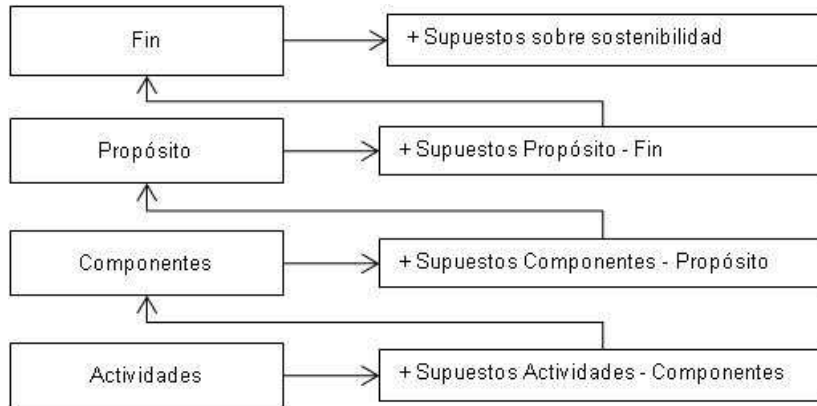 Fin
+ Supuestos sobre sostenibilidad
Propósito
+ Supuestos Propósito - Fin
Componentes
+ Supuestos Componentes - Propósito
Actividades
+ Supuestos Actividades - Componentes